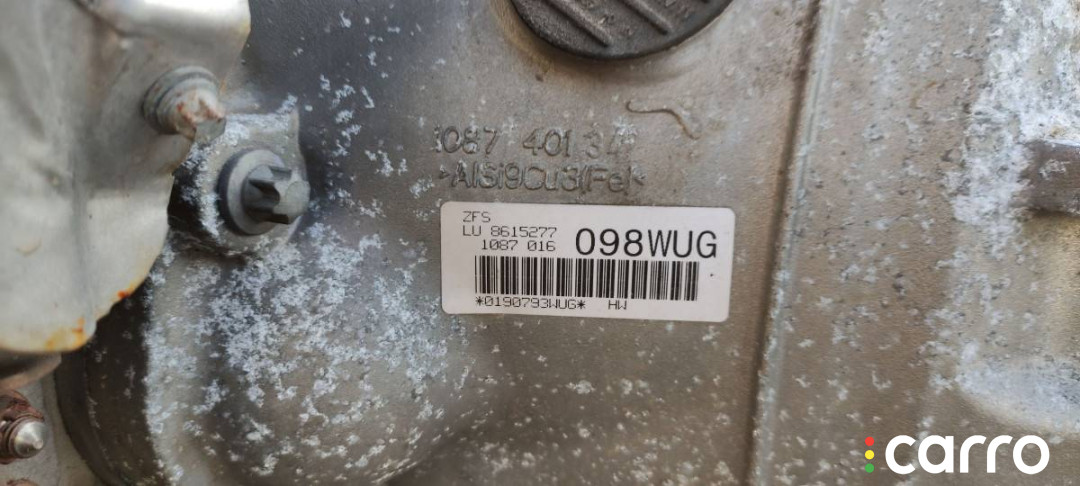 1087 401 34
>AlSi9Cu3(Fe)<
ZFS
LU 8615277
1087 016
098WUG
*0190793WUG* HW
carro